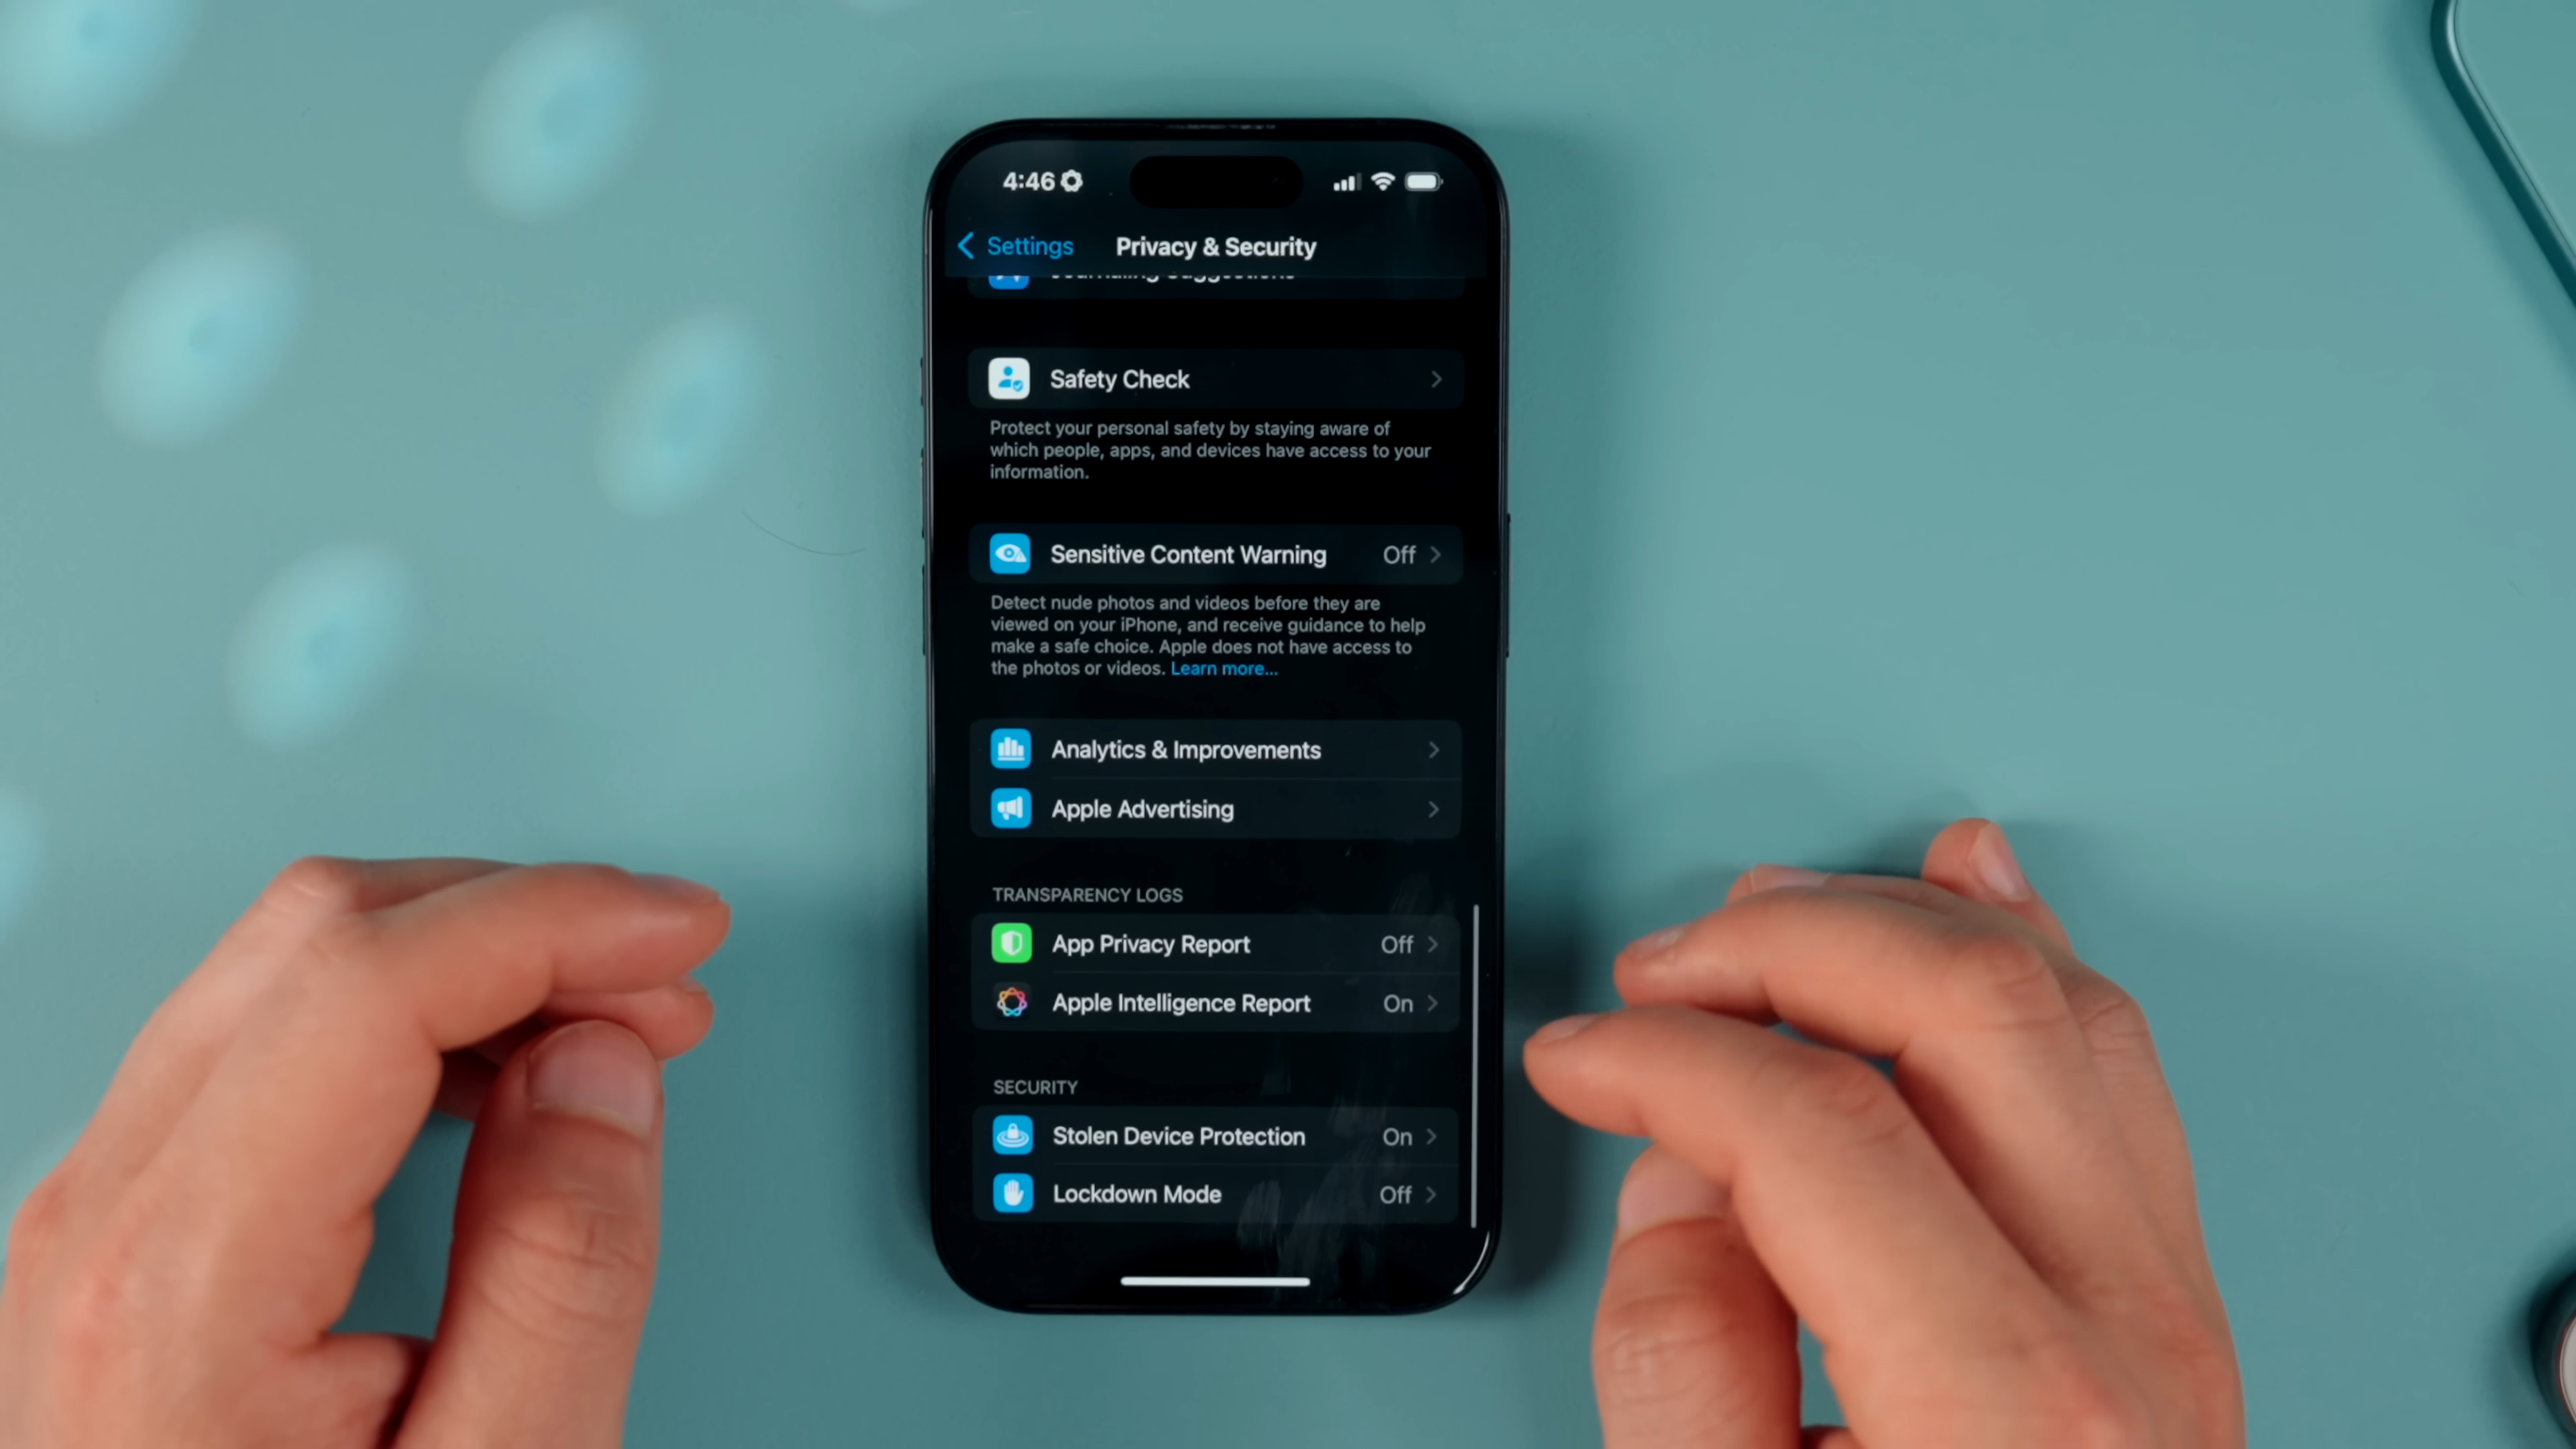 4:46
Settings
Privacy & Security
Journaling Suggestions
Safety Check
Protect your personal safety by staying aware of
which people, apps, and devices have access to your
information.
Sensitive Content Warning Off
Detect nude photos and videos before they are
viewed on your iPhone, and receive guidance to help
make a safe choice. Apple does not have access to
the photos or videos. Learn more...
Analytics & Improvements
Apple Advertising
TRANSPARENCY LOGS
App Privacy Report Off
Apple Intelligence Report On
SECURITY
Stolen Device Protection On
Lockdown Mode Off